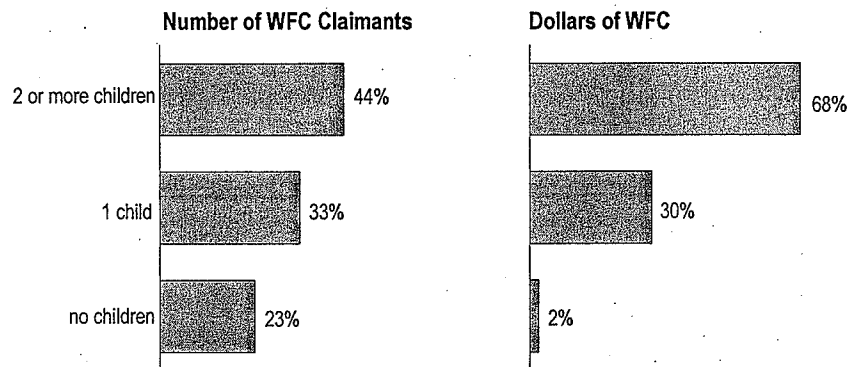 Number of WFC Claimants
Dollars of WFC
2 or more children
44%
68%
1 child
33%
30%
no children
23%
2%